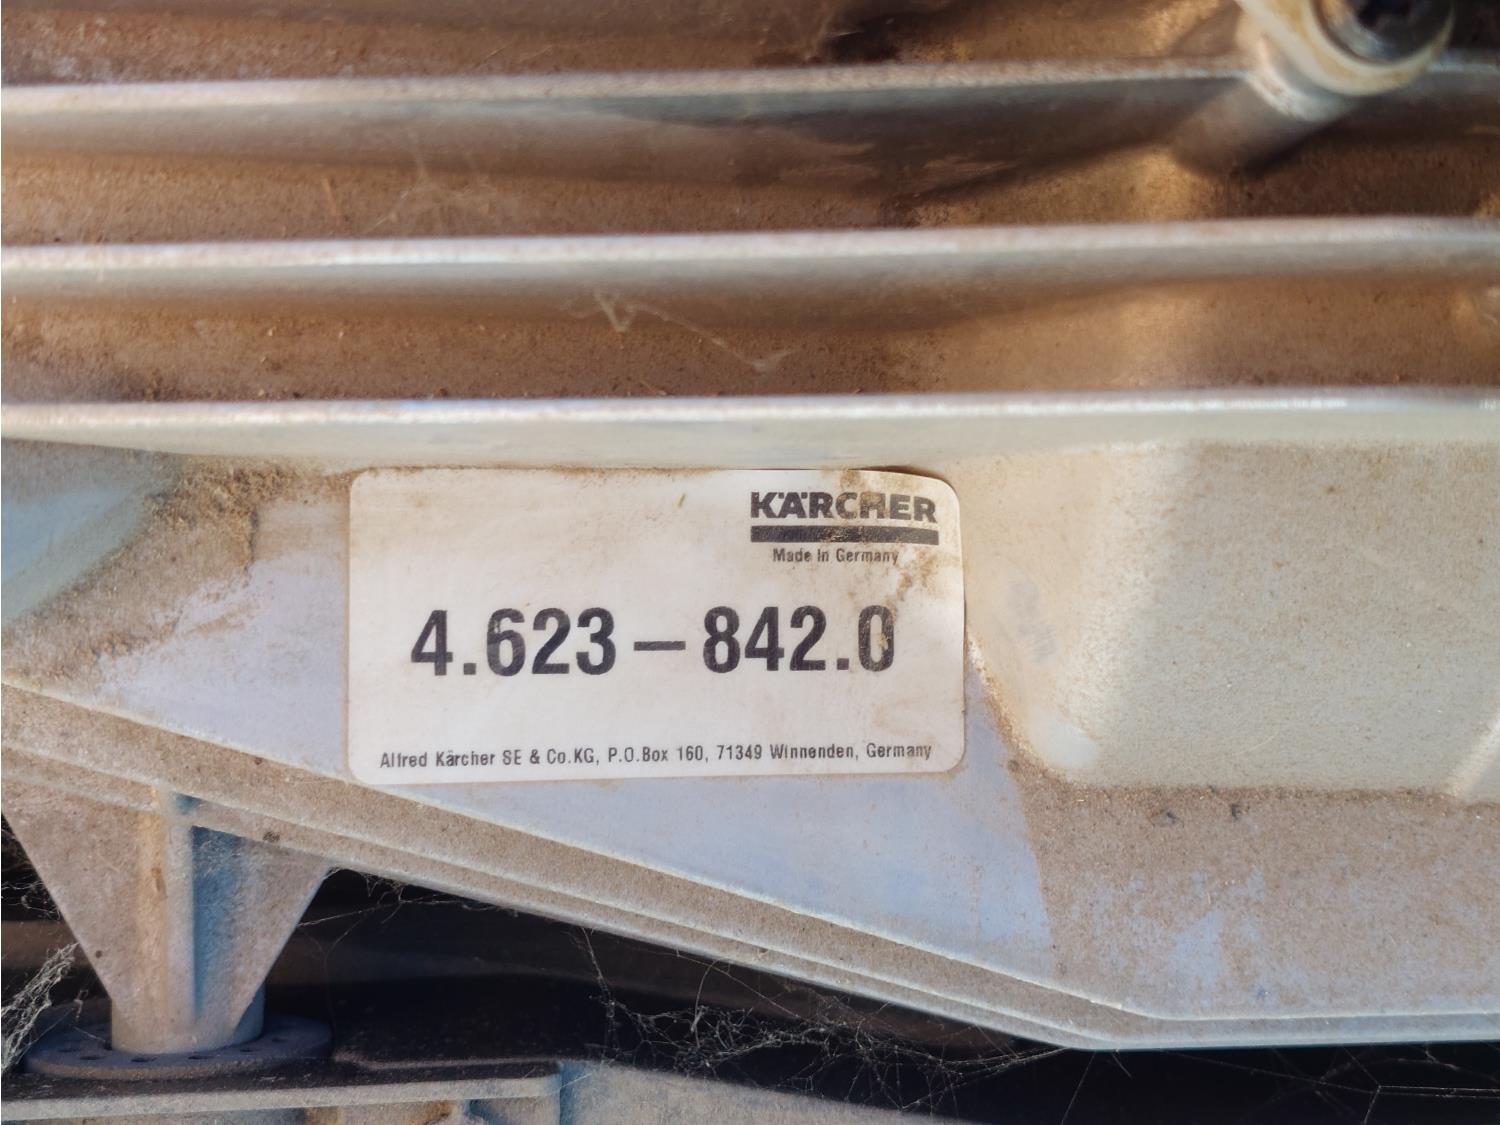 KÄRCHER
Made in Germany
4.623-842.0
Alfred Kärcher SE & Co.KG, P.O.Box 160, 71349 Winnenden, Germany